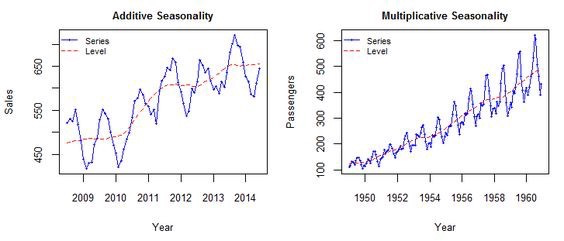 Additive Seasonality
Series
Level
Sales
650
550
450
2009 2010 2011 2012 2013 2014
Year
Multiplicative Seasonality
Series
Level
Passengers
600
500
400
300
200
100
1950 1952 1954 1956 1958 1960
Year